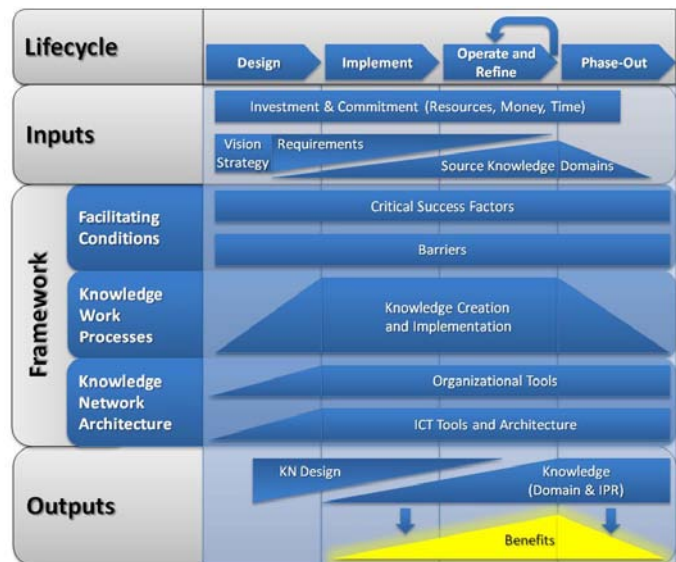 Lifecycle
Design
Implement
Operate and
Refine
Phase-Out
Inputs
Investment & Commitment (Resources, Money, Time)
Vision
Strategy
Requirements
Source Knowledge Domains
Framework
Facilitating
Conditions
Critical Success Factors
Barriers
Knowledge
Work
Processes
Knowledge Creation
and Implementation
Knowledge
Network
Architecture
Organizational Tools
ICT Tools and Architecture
Outputs
KN Design
Knowledge
(Domain & IPR)
Benefits